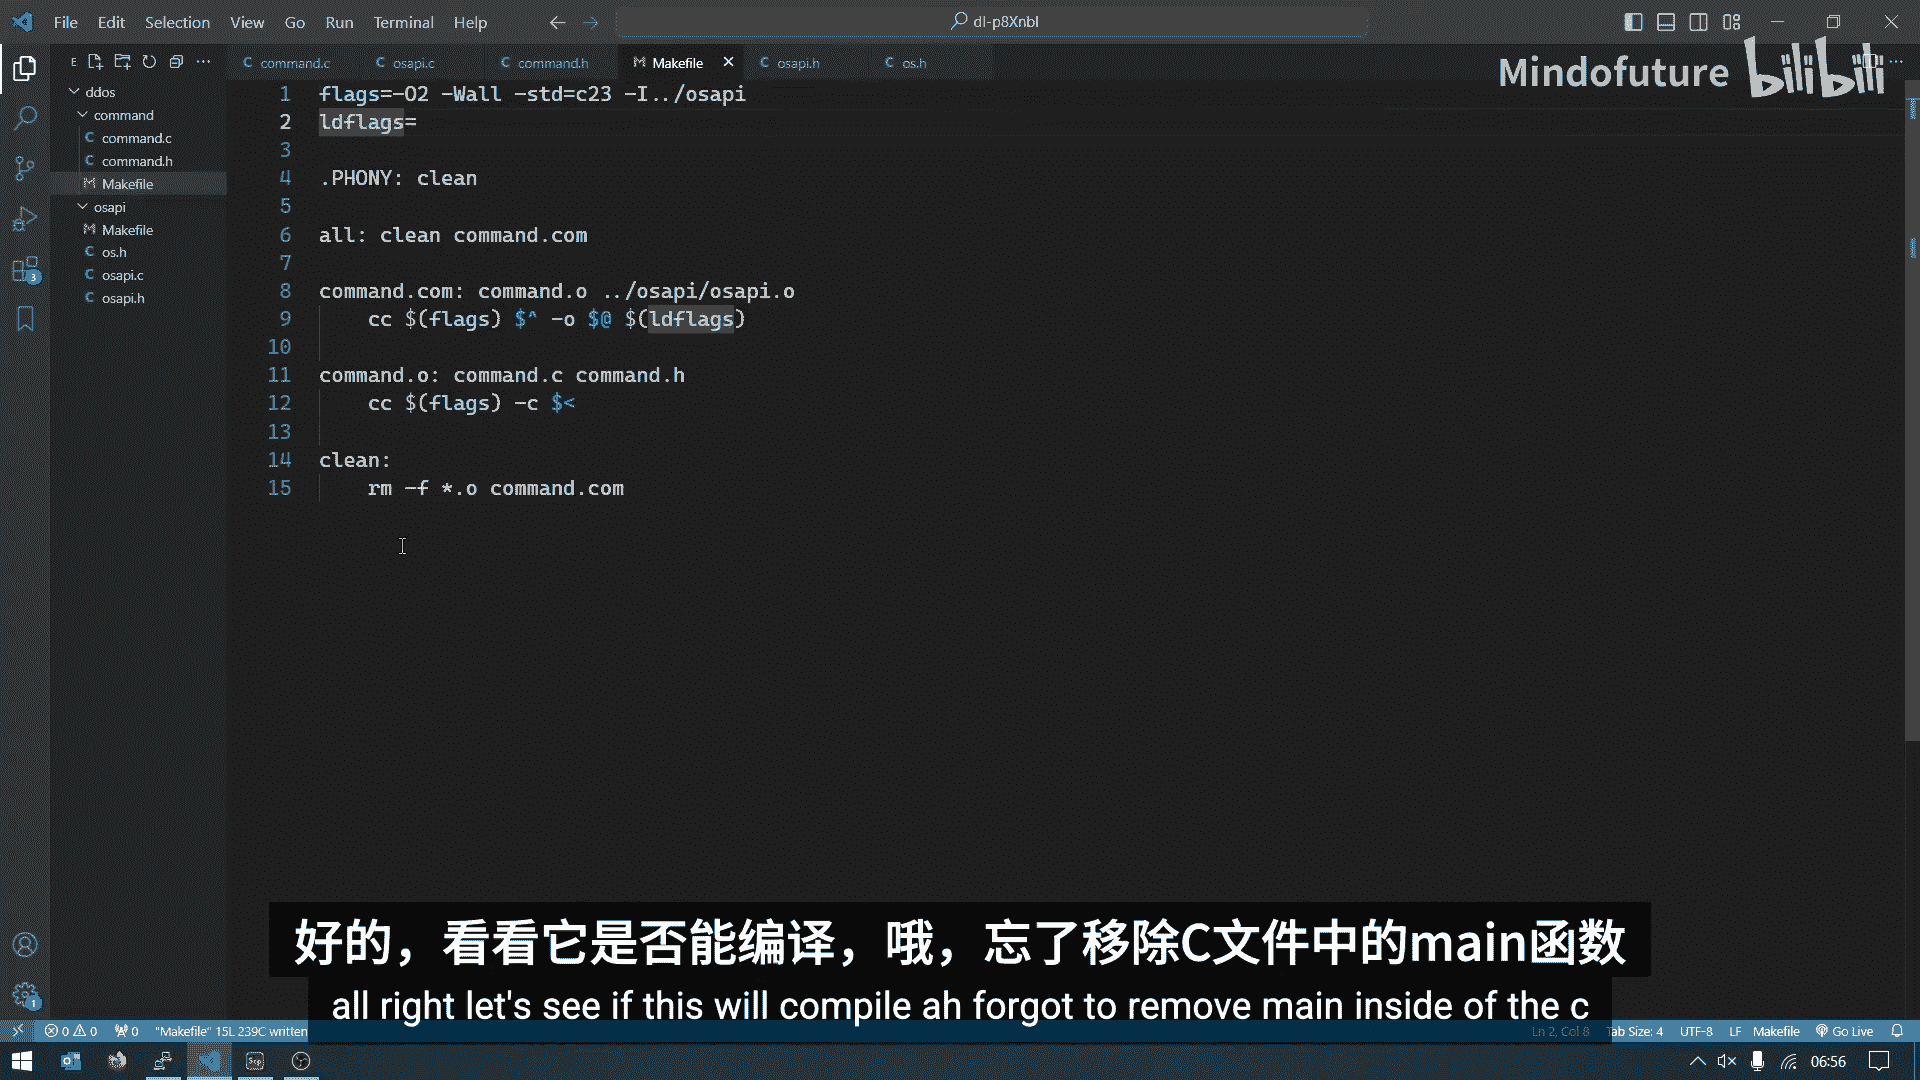 File Edit Selection View Go Run Terminal Help
dl-p8Xnbl
Mindofuture bilibili
E
command.c osapi.c command.h Makefile osapi.h os.h
ddos
command
command.c
command.h
Makefile
osapi
Makefile
os.h
osapi.c
osapi.h
1 flags=-O2 -Wall -std=c23 -I../osapi
2 ldflags=
3
4 .PHONY: clean
5
6 all: clean command.com
7
8 command.com: command.o ../osapi/osapi.o
9 cc $(flags) $^ -o $@ $(ldflags)
10
11 command.o: command.c command.h
12 cc $(flags) -c $<
13
14 clean:
15 rm -f *.o command.com
3
1
好的，看看它是否能编译，哦，忘了移除C文件中的main函数
all right let's see if this will compile ah forgot to remove main inside of the c
0 0 0 "Makefile" 15L 239C written Ln 2, Col 8 Tab Size: 4 UTF-8 LF Makefile Go Live
06:56